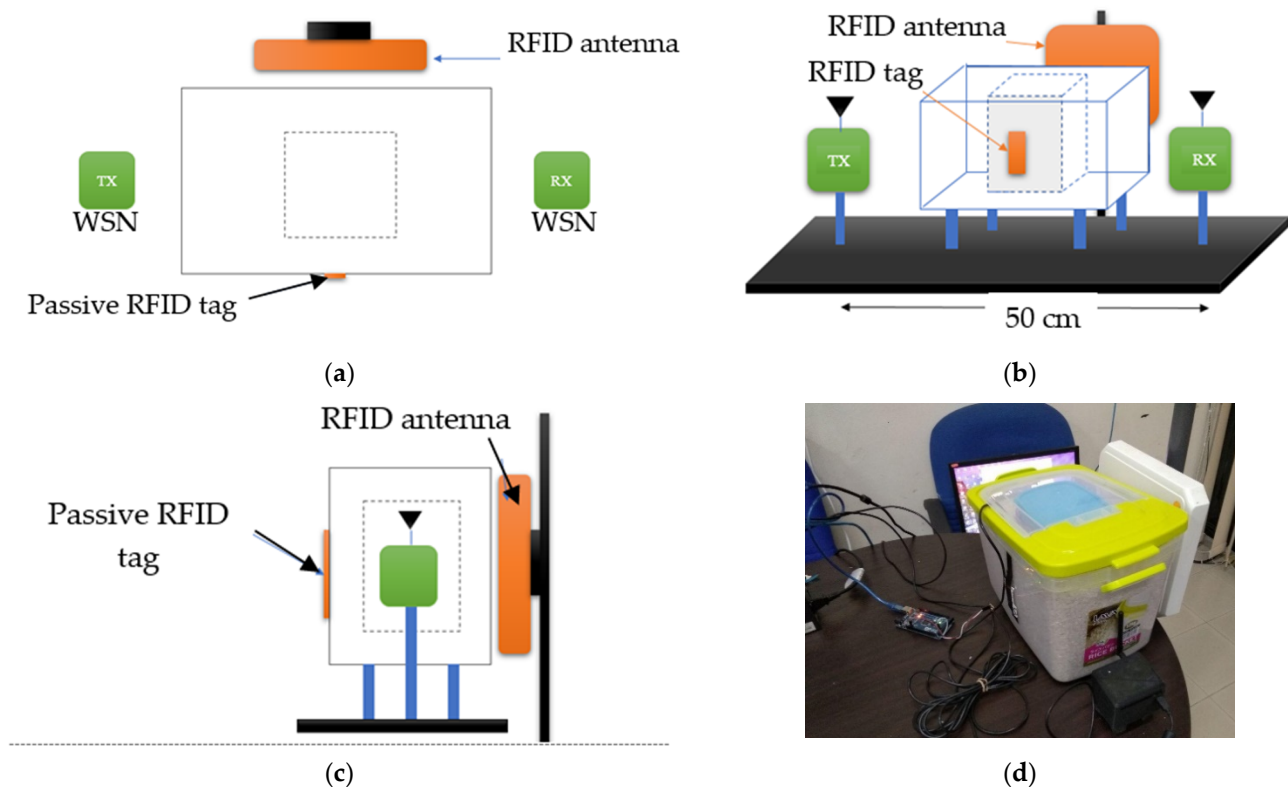 RFID antenna
TX
WSN
RX
WSN
Passive RFID tag
(a)
RFID antenna
RFID tag
TX
RX
50 cm
(b)
RFID antenna
Passive RFID
tag
(c)
RICE
(d)